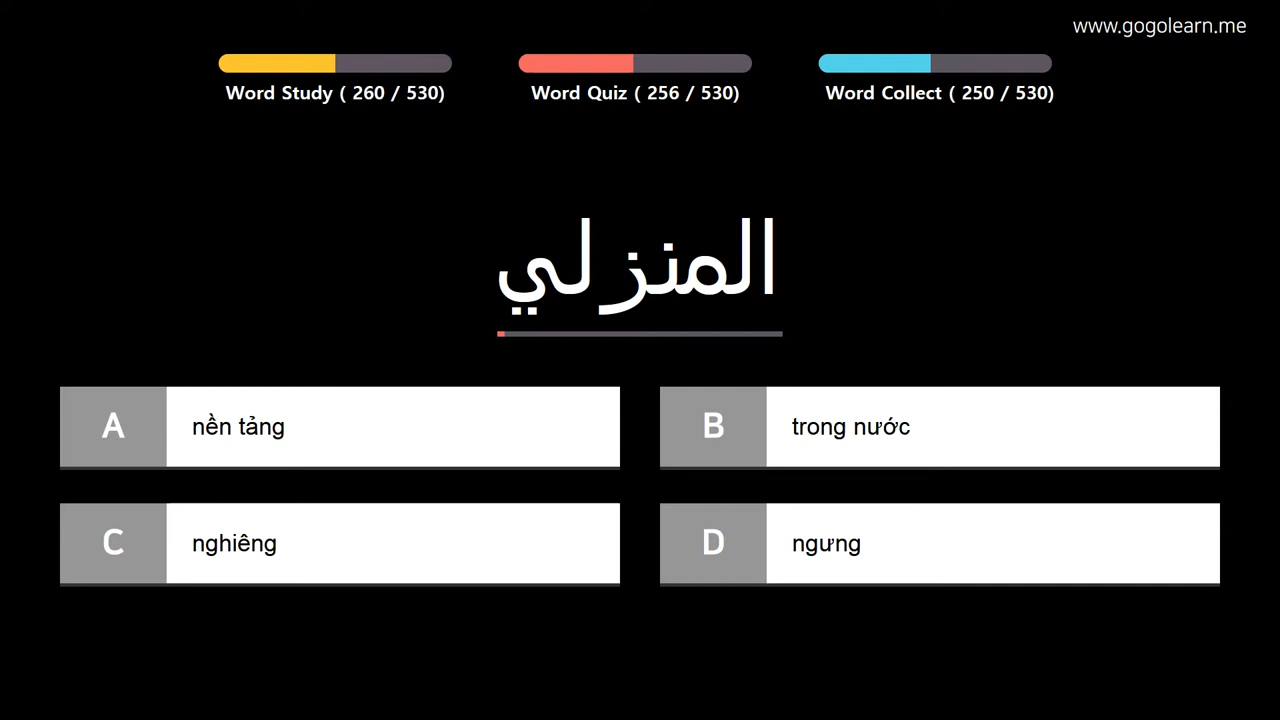 www.gogolearn.me
Word Study ( 260 / 530)
Word Quiz ( 256 / 530)
Word Collect ( 250 / 530)
المنزلي
A nền tảng
B trong nước
C nghiêng
D ngưng